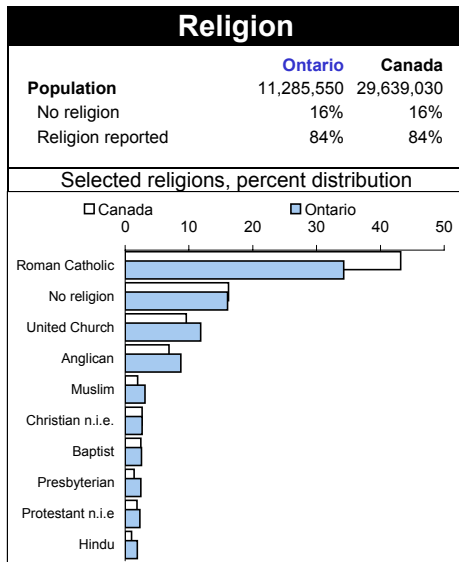 Religion
Ontario Canada
Population 11,285,550 29,639,030
No religion 16% 16%
Religion reported 84% 84%
Selected religions, percent distribution
Canada Ontario
0 10 20 30 40 50
Roman Catholic
No religion
United Church
Anglican
Muslim
Christian n.i.e.
Baptist
Presbyterian
Protestant n.i.e
Hindu